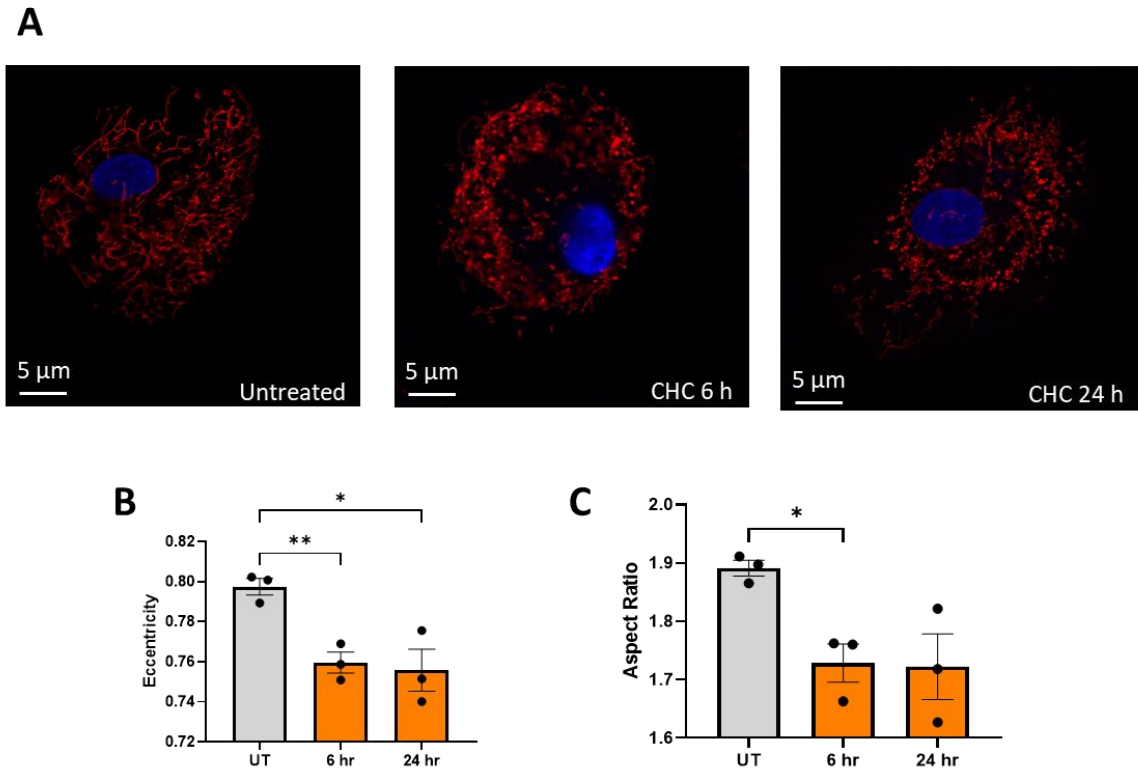 A
5 μm
Untreated
5 μm
CHC 6 h
5 μm
CHC 24 h
B
*
**
0.82
0.80
0.78
0.76
0.74
0.72
Eccentricity
UT
6 hr
24 hr
C
*
2.0
1.9
1.8
1.7
1.6
Aspect Ratio
UT
6 hr
24 hr